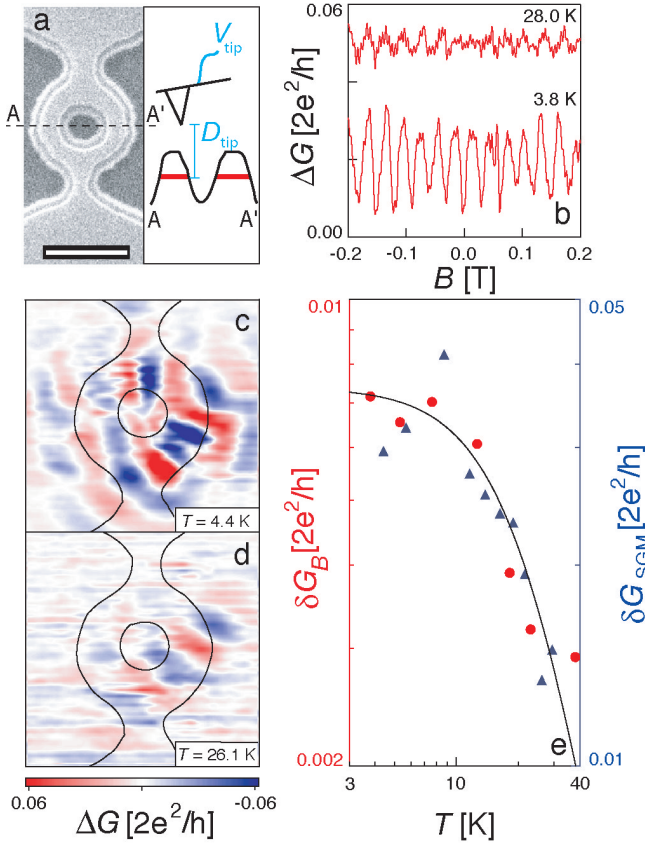 a
V_tip
A
A'
D_tip
A
A'
0.06
28.0 K
3.8 K
ΔG [2e²/h]
b
0.00
-0.2
-0.1
0.0
0.1
0.2
B [T]
c
T = 4.4 K
d
T = 26.1 K
0.06
-0.06
ΔG [2e²/h]
0.01
0.05
δG_B [2e²/h]
δG_SGM [2e²/h]
0.002
e
0.01
3
10
40
T [K]